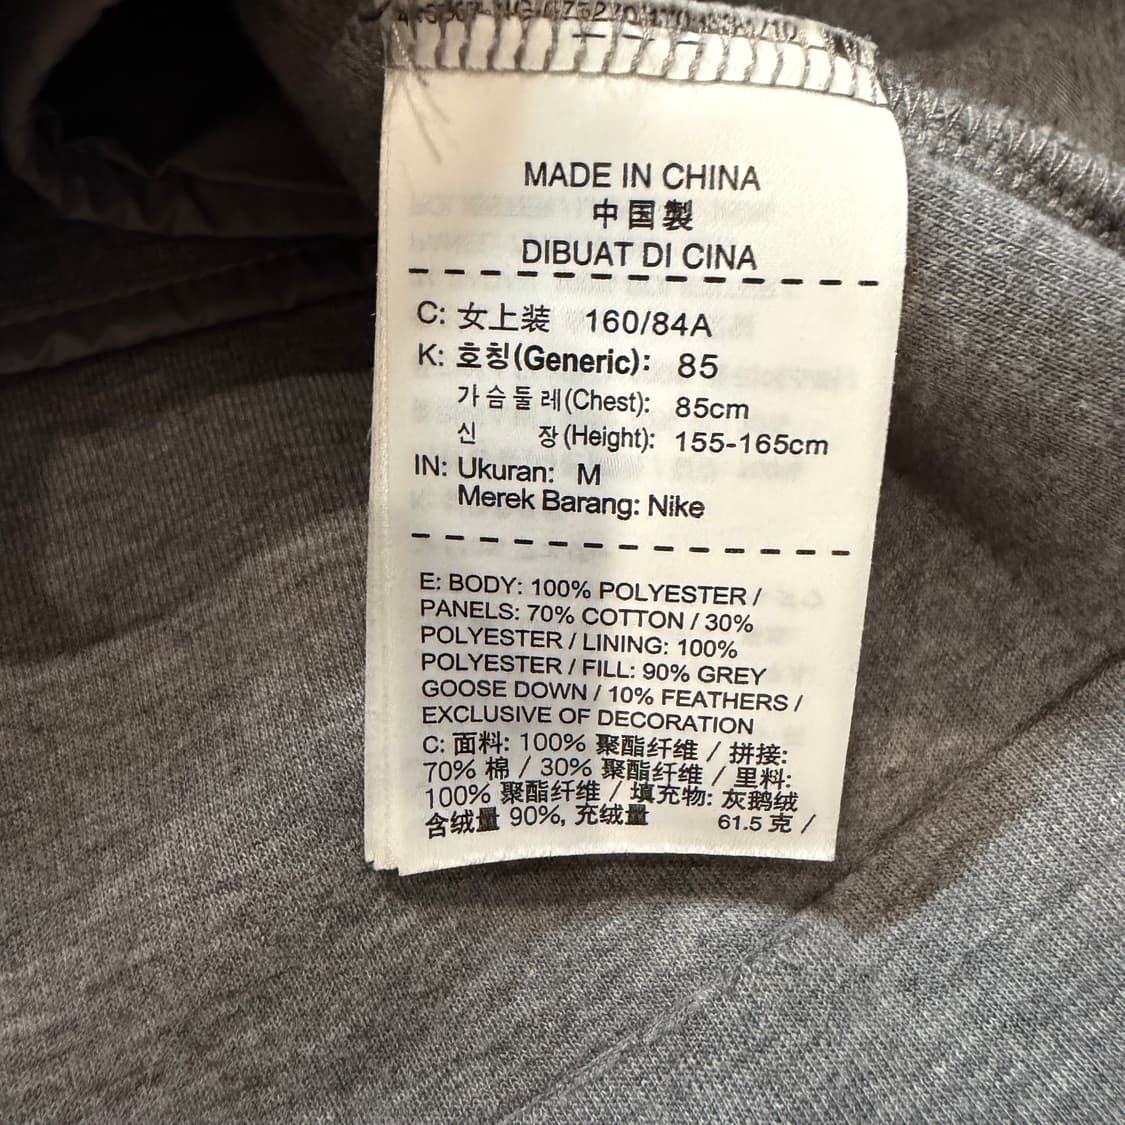 MADE IN CHINA
中国製
DIBUAT DI CINA
C: 女上装 160/84A
K: 호칭(Generic): 85
가슴둘레(Chest): 85cm
신 장(Height): 155-165cm
IN: Ukuran: M
Merek Barang: Nike
E: BODY: 100% POLYESTER /
PANELS: 70% COTTON / 30%
POLYESTER / LINING: 100%
POLYESTER / FILL: 90% GREY
GOOSE DOWN / 10% FEATHERS /
EXCLUSIVE OF DECORATION
C: 面料: 100% 聚酯纤维 / 拼接:
70% 棉 / 30% 聚酯纤维 / 里料:
100% 聚酯纤维 / 填充物: 灰鹅绒
含绒量 90%, 充绒量 61.5 克 /